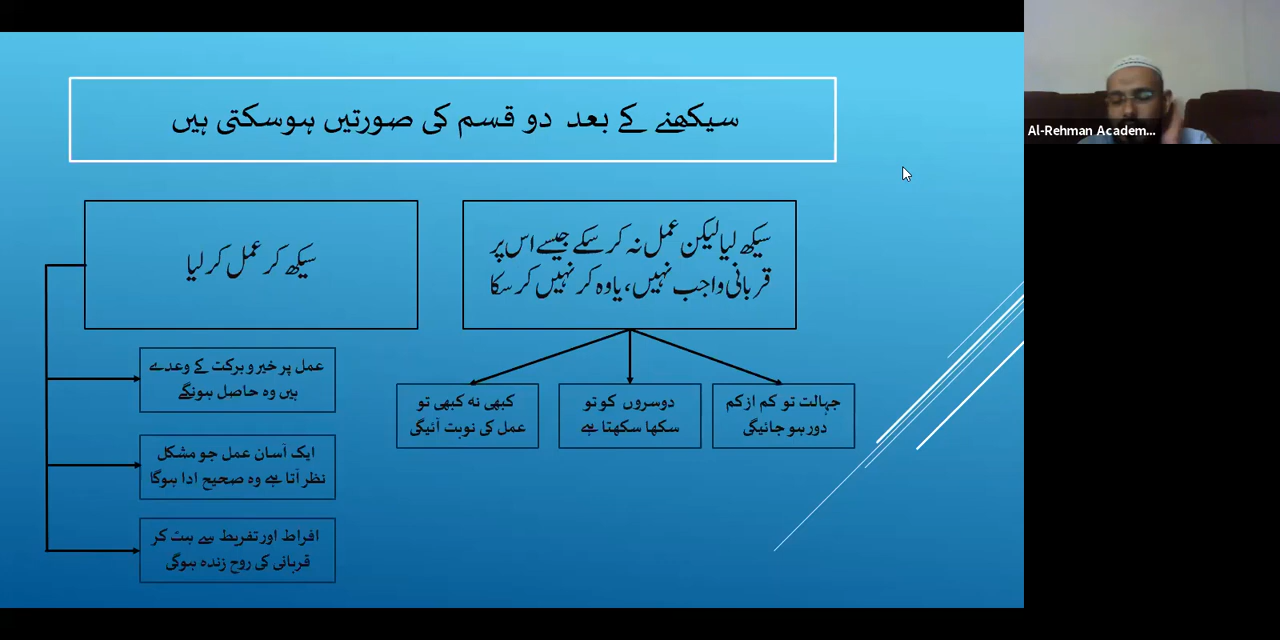 سیکھنے کے بعد دو قسم کی صورتیں ہوسکتی ہیں
سیکھ لیا لیکن عمل نہ کرسکے جیسے اس پر
قربانی واجب نہیں، یا وہ کر نہیں کر سکا
جہالت تو کم از کم
دور ہو جائیگی
دوسروں کو تو
سکھا سکھتا ہے
کبھی نہ کبھی تو
عمل کی نوبت آئیگی
سیکھ کر عمل کر لیا
عمل پر خیر و برکت کے وعدے
ہیں وہ حاصل ہونگے
ایک آسان عمل جو مشکل
نظر آتا ہے وہ صحیح ادا ہوگا
افراط اور تفریط سے ہٹ کر
قربانی کی روح زندہ ہوگی
Al-Rehman Academ...